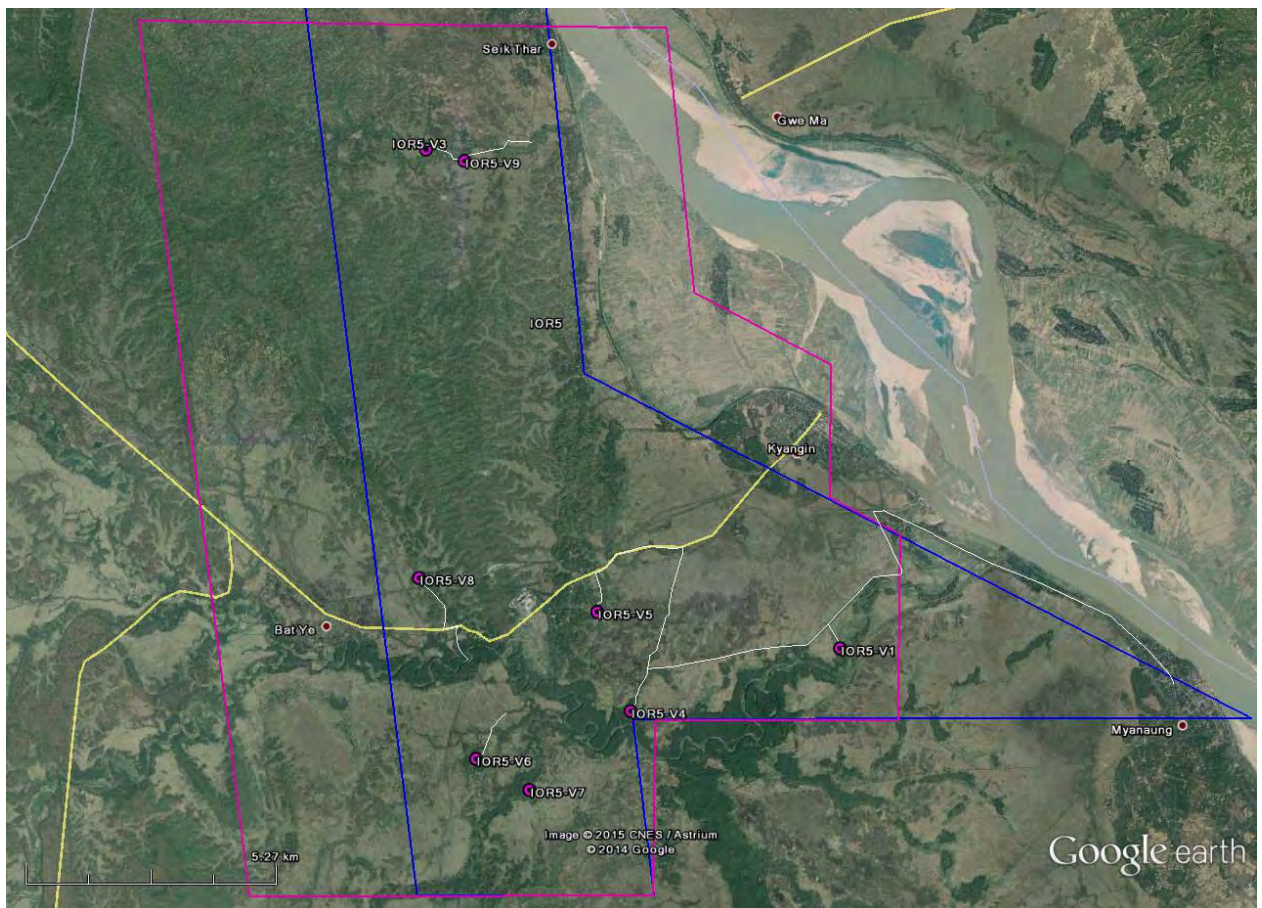 Seik Thar
Gwe Ma
IOR5-V3
IOR5-V9
IOR5
Kyangin
IOR5-V8
IOR5-V5
Bat Ye
IOR5-V1
IOR5-V4
Myanaung
IOR5-V6
IOR5-V7
Image © 2015 CNES / Astrium
© 2014 Google
5.27 km
Google earth